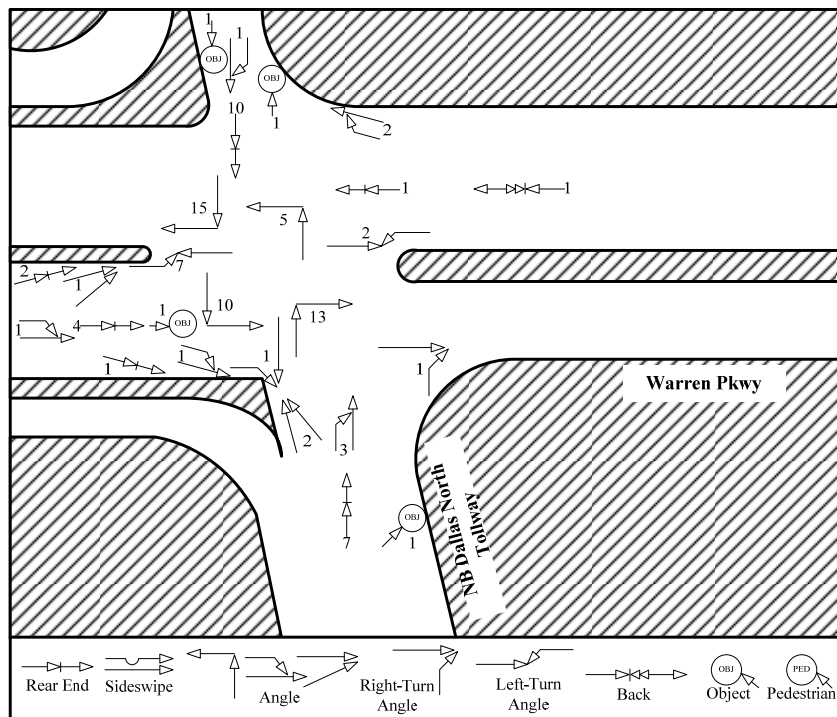 1
1
OBJ
OBJ
10
1
2
1
1
15
5
2
7
2
1
10
1
OBJ
13
1
4
1
1
1
1
Warren Pkwy
2
3
NB Dallas North
Tollway
OBJ
7
1
Rear End
Sideswipe
Angle
Right-Turn
Angle
Left-Turn
Angle
Back
OBJ
Object
PED
Pedestrian